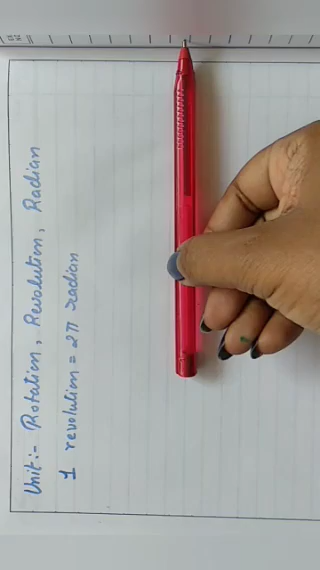 Unit:- Rotation, Revolution, Radian
1 revolution = 2π radian